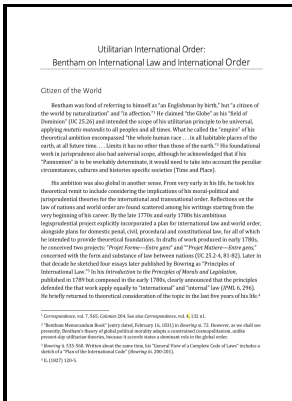 Utilitarian International Order:
Bentham on International Law and International Order
Citizen of the World
Bentham was fond of referring to himself as "an Englishman by birth," but "a citizen of
the world by naturalization" and "in affection."¹ He claimed "the Globe" as his "field of
Dominion" (UC 25.26) and intended the scope of his utilitarian principle to be universal,
applying mutatis mutandis to all peoples and all times. What he called the "empire" of his
theoretical ambition encompassed "the whole human race . . . in all habitable places of the
earth, at all future time . . . . Limits it has no other than those of the earth."² His foundational
work in jurisprudence also had universal scope, although he acknowledged that if his
"Pannomion" is to be workably determinate, it would need to take into account the peculiar
circumstances, cultures and histories specific societies (Time and Place).
His ambition was also global in another sense. From very early in his life, he took his
theoretical remit to include considering the implications of his moral-political and
jurisprudential theories for the international and transnational order. Reflections on the
law of nations and world order are found scattered among his writings starting from the
very beginning of his career. By the late 1770s and early 1780s his ambitious
legisprudential project explicitly incorporated a place for international law and world order,
alongside plans for domestic penal, civil, procedural and constitutional law, for all of which
he intended to provide theoretical foundations. In drafts of work produced in early 1780s,
he conceived two projects: "Projet Forme—Entre gens" and "Projet Matiere—Entre gens,"
concerned with the form and substance of law between nations (UC 25.2-4, 81-82). Later in
that decade he sketched four essays later published by Bowring as "Principles of
International Law."³ In his Introduction to the Principles of Morals and Legislation,
published in 1789 but composed in the early 1780s, clearly announced that the principles
defended the that work apply equally to "international" and "internal" law (IPML 6, 296).
He briefly returned to theoretical consideration of the topic in the last five years of his life.⁴
¹ Correspondence, vol. 7, 565; Colonies 204. See also Correspondence, vol. 4, 132 n1.
² "Bentham Memorandum Book" (entry dated, February 16, 1831) in Bowring xi. 72. However, as we shall see
presently, Bentham's theory of global political morality adopts a constrained cosmopolitanism, unlike
present-day utilitarian theories, because it accords states a dominant role in the global order.
³ Bowring ii. 535-560. Written about the same time, his "General View of a Complete Code of Laws" includes a
sketch of a "Plan of the International Code" (Bowring iii. 200-201).
⁴ IL (1827) 120-5.